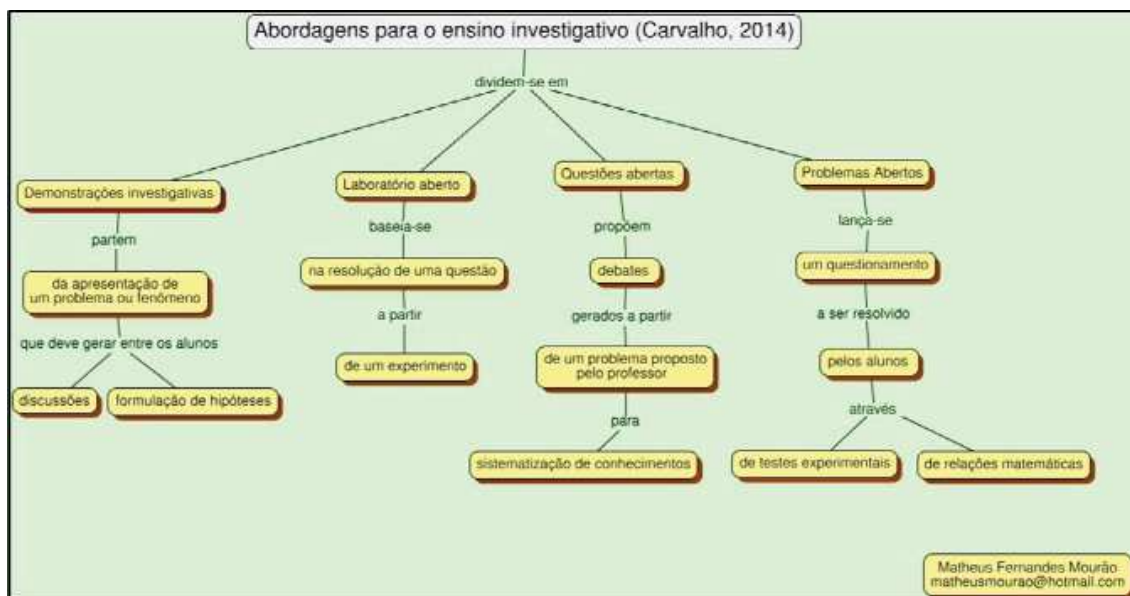 Abordagens para o ensino investigativo (Carvalho, 2014)
dividem-se em
Demonstrações investigativas
partem
da apresentação de
um problema ou fenômeno
que deve gerar entre os alunos
discussões
formulação de hipóteses
Laboratório aberto
baseia-se
na resolução de uma questão
a partir
de um experimento
Questões abertas
propõem
debates
gerados a partir
de um problema proposto
pelo professor
para
sistematização de conhecimentos
Problemas Abertos
lança-se
um questionamento
a ser resolvido
pelos alunos
através
de testes experimentais
de relações matemáticas
Matheus Fernandes Mourão
matheusmourao@hotmail.com